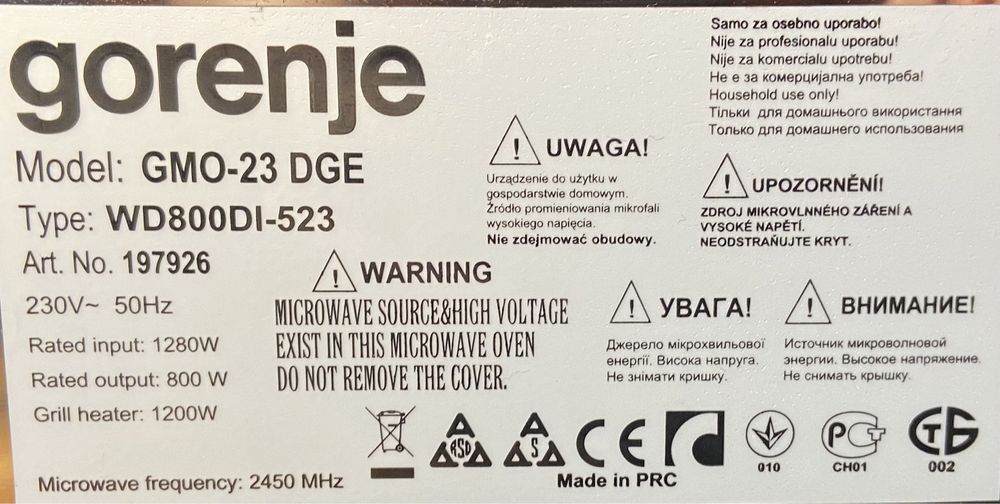 gorenje
Model: GMO-23 DGE
Type: WD800DI-523
Art. No. 197926
230V~ 50Hz
Rated input: 1280W
Rated output: 800 W
Grill heater: 1200W
Microwave frequency: 2450 MHz
WARNING
MICROWAVE SOURCE&HIGH VOLTAGE
EXIST IN THIS MICROWAVE OVEN
DO NOT REMOVE THE COVER.
UWAGA!
Urządzenie do użytku w
gospodarstwie domowym.
Źródło promieniowania mikrofali
wysokiego napięcia.
Nie zdejmować obudowy.
Samo za osebno uporabo!
Nije za profesionalu uporabu!
Nije za komercialu upotrebu!
Не е за комерцијална употреба!
Household use only!
Тільки для домашнього використання
Только для домашнего использования
UPOZORNĚNÍ!
ZDROJ MIKROVLNNÉHO ZÁŘENÍ A
VYSOKÉ NAPĚTÍ.
NEODSTRAŇUJTE KRYT.
УВАГА!
Джерело мікрохвильової
енергії. Висока напруга.
Не знімати кришку.
ВНИМАНИЕ!
Источник микроволновой
энергии. Высокое напряжение.
Не снимать крышку.
A
RSD
A A
A
S
A A
CE
Made in PRC
010
РСТ
CH01
СТБ
002